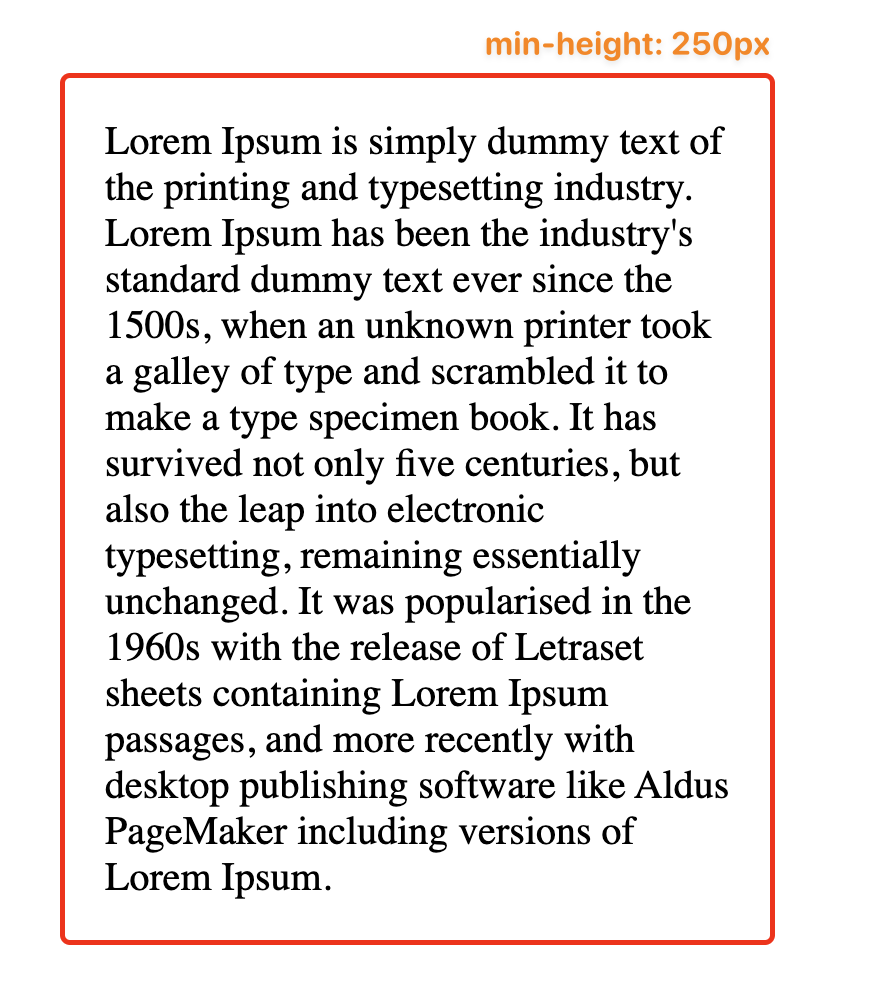 min-height: 250px
Lorem Ipsum is simply dummy text of
the printing and typesetting industry.
Lorem Ipsum has been the industry's
standard dummy text ever since the
1500s, when an unknown printer took
a galley of type and scrambled it to
make a type specimen book. It has
survived not only five centuries, but
also the leap into electronic
typesetting, remaining essentially
unchanged. It was popularised in the
1960s with the release of Letraset
sheets containing Lorem Ipsum
passages, and more recently with
desktop publishing software like Aldus
PageMaker including versions of
Lorem Ipsum.